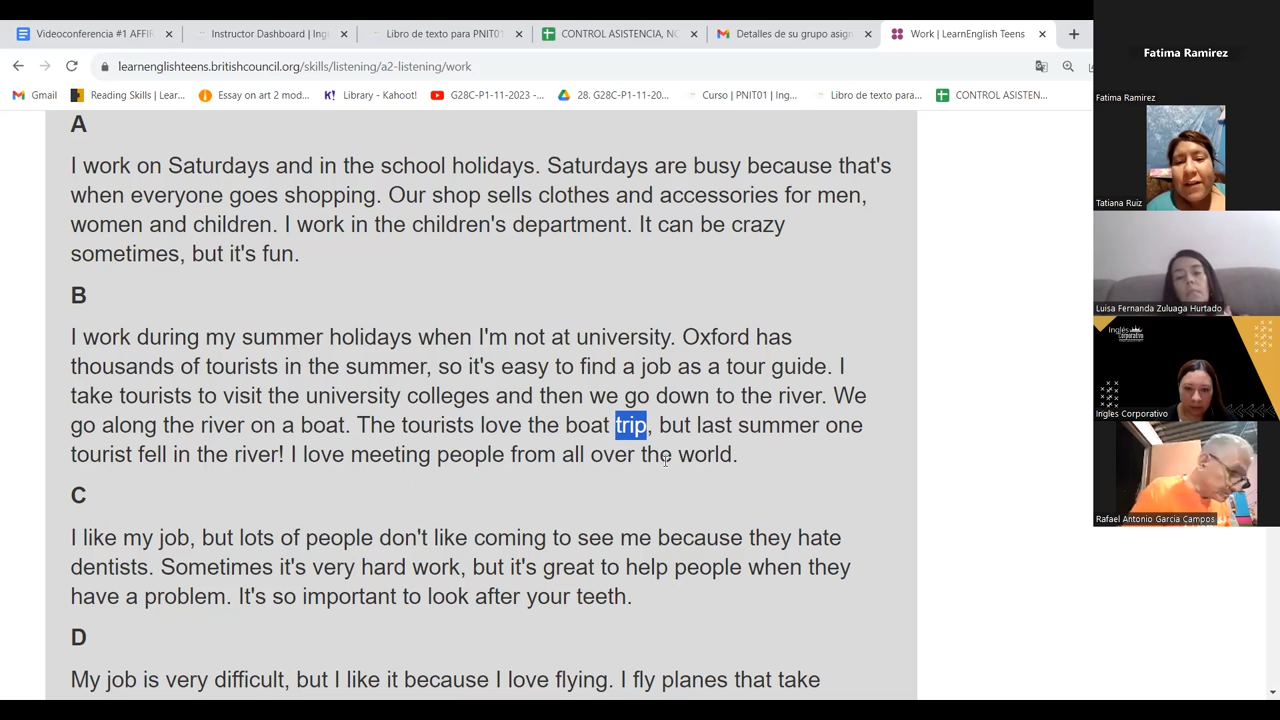 Videoconferencia #1 AFFIR
Instructor Dashboard | Ing
Libro de texto para PNIT01
CONTROL ASISTENCIA, NO
Detalles de su grupo asign
Work | LearnEnglish Teens
learnenglishteens.britishcouncil.org/skills/listening/a2-listening/work
Gmail
Reading Skills | Lear...
Essay on art 2 mod...
Library - Kahoot!
G28C-P1-11-2023 -...
28. G28C-P1-11-20...
Curso | PNIT01 | Ing...
Libro de texto para...
CONTROL ASISTEN...
A
I work on Saturdays and in the school holidays. Saturdays are busy because that's
when everyone goes shopping. Our shop sells clothes and accessories for men,
women and children. I work in the children's department. It can be crazy
sometimes, but it's fun.
B
I work during my summer holidays when I'm not at university. Oxford has
thousands of tourists in the summer, so it's easy to find a job as a tour guide. I
take tourists to visit the university colleges and then we go down to the river. We
go along the river on a boat. The tourists love the boat trip, but last summer one
tourist fell in the river! I love meeting people from all over the world.
C
I like my job, but lots of people don't like coming to see me because they hate
dentists. Sometimes it's very hard work, but it's great to help people when they
have a problem. It's so important to look after your teeth.
D
My job is very difficult, but I like it because I love flying. I fly planes that take
Fatima Ramirez
Fatima Ramirez
Tatiana Ruiz
Luisa Fernanda Zuluaga Hurtado
Inglés
Corporativo
Ingles Corporativo
Rafael Antonio Garcia Campos